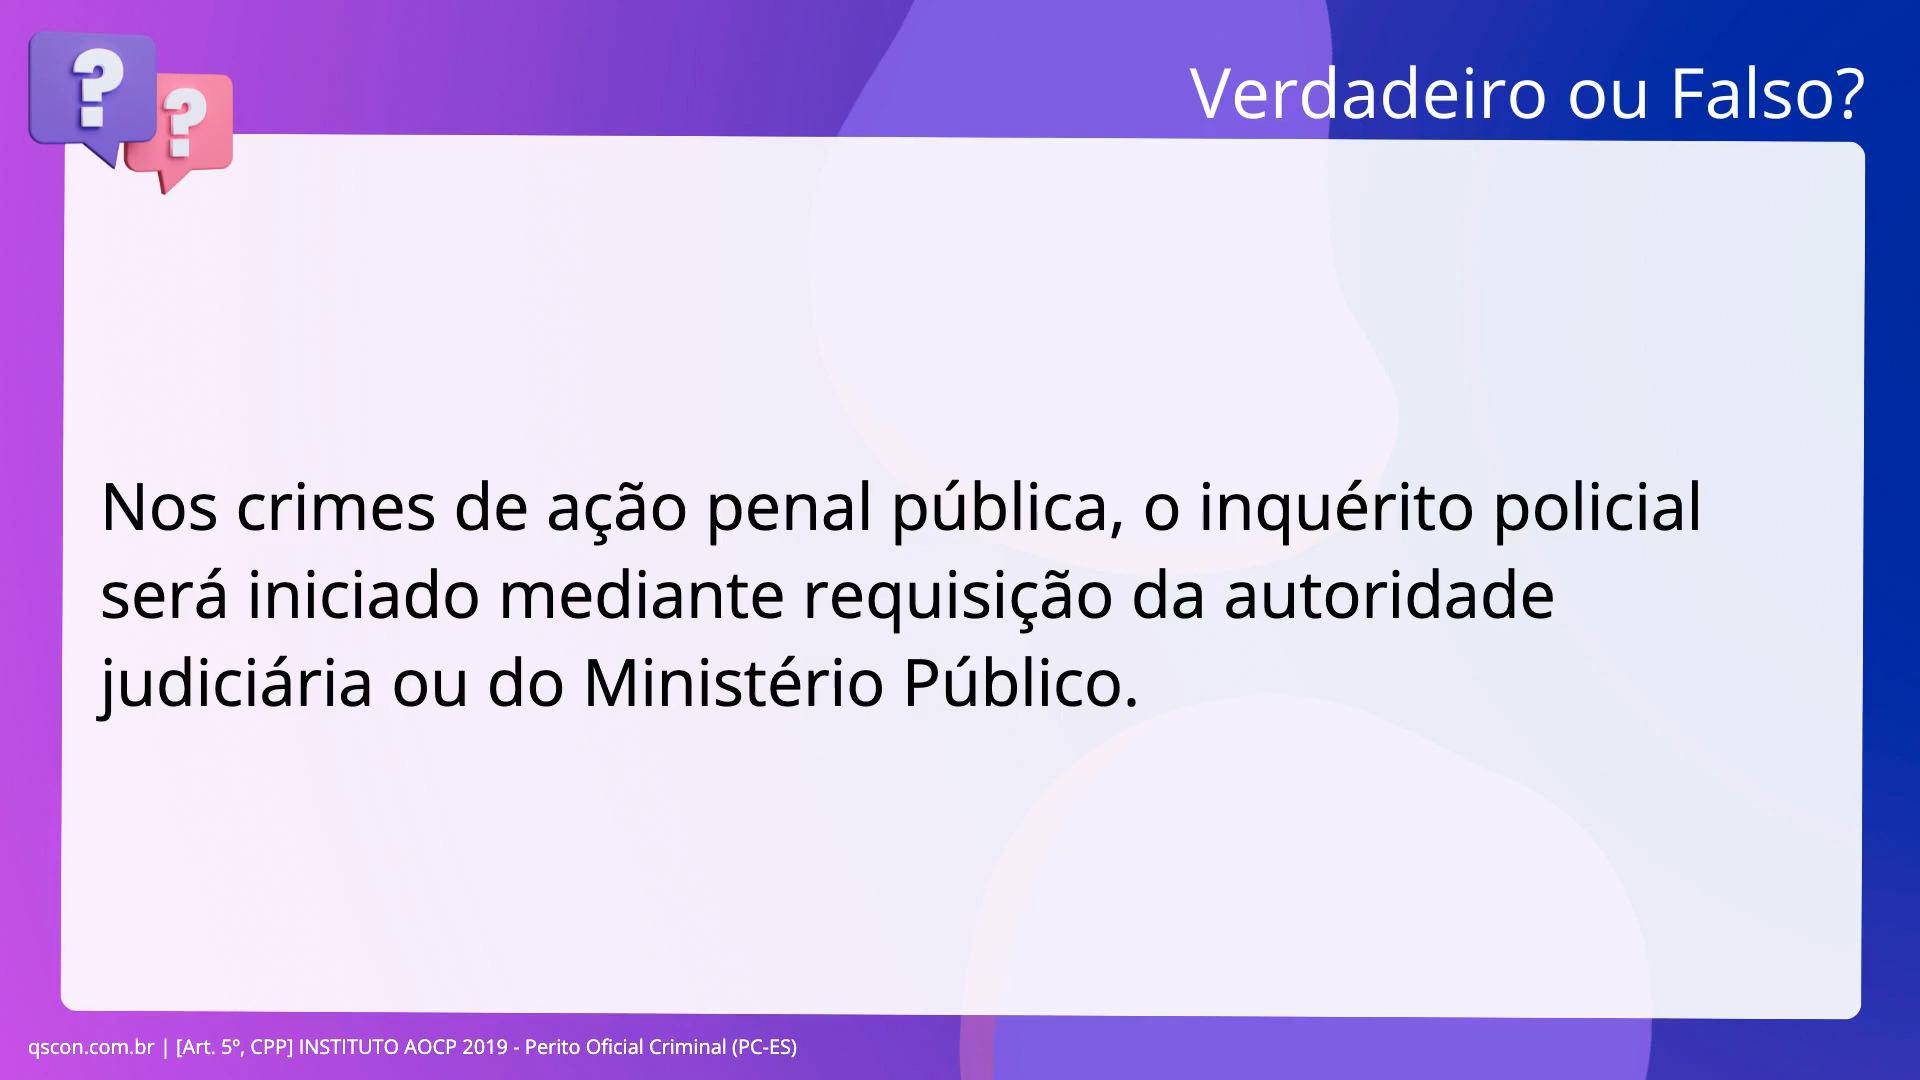 Verdadeiro ou Falso?
Nos crimes de ação penal pública, o inquérito policial
será iniciado mediante requisição da autoridade
judiciária ou do Ministério Público.
qscon.com.br | [Art. 5º, CPP] INSTITUTO AOCP 2019 - Perito Oficial Criminal (PC-ES)